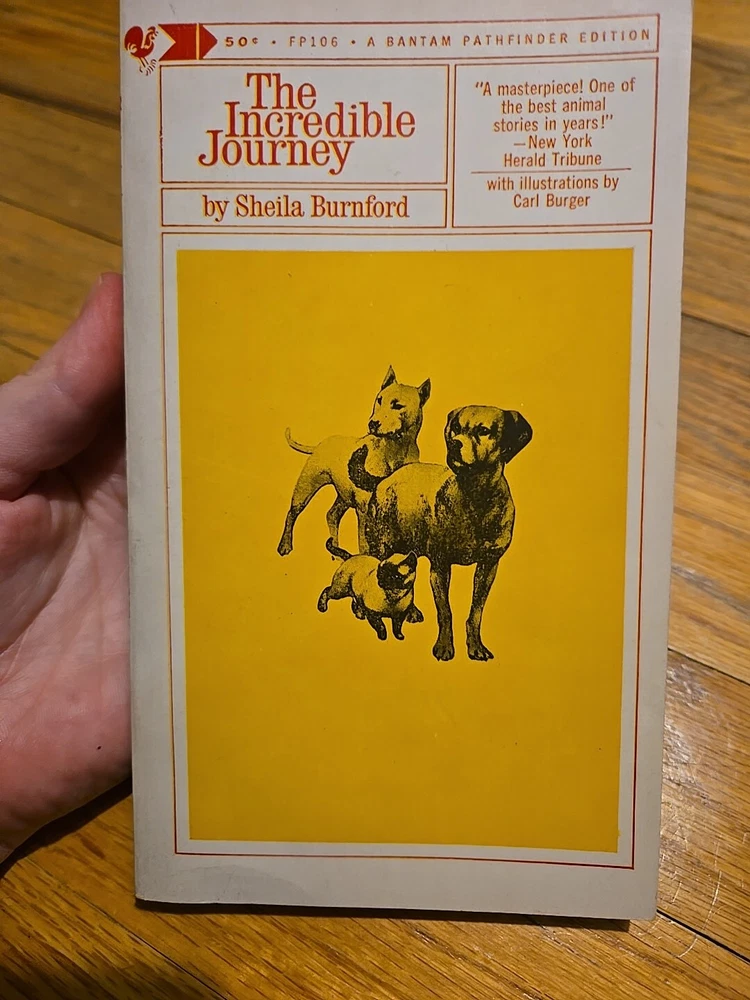 50¢ • FP106 • A BANTAM PATHFINDER EDITION
The
Incredible
Journey
by Sheila Burnford
"A masterpiece! One of
the best animal
stories in years!"
—New York
Herald Tribune
with illustrations by
Carl Burger